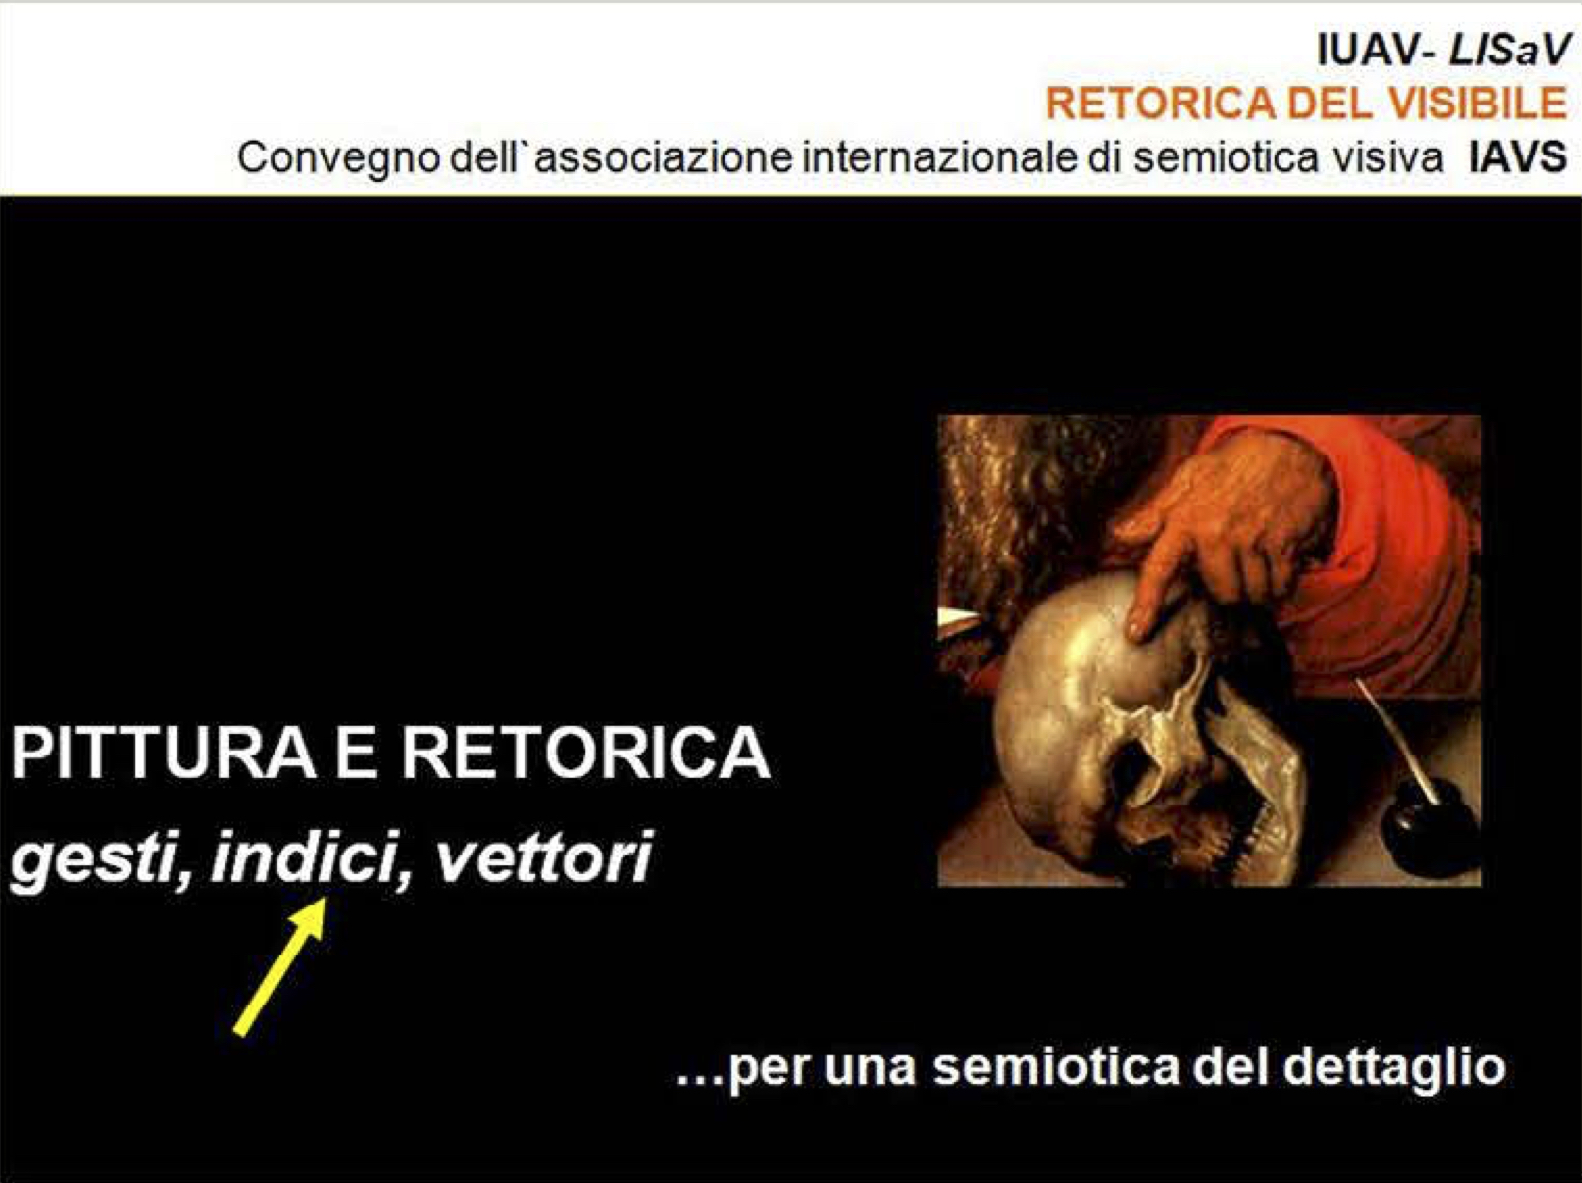 IUAV- LISaV
RETORICA DEL VISIBILE
Convegno dell`associazione internazionale di semiotica visiva IAVS
PITTURA E RETORICA
gesti, indici, vettori
...per una semiotica del dettaglio